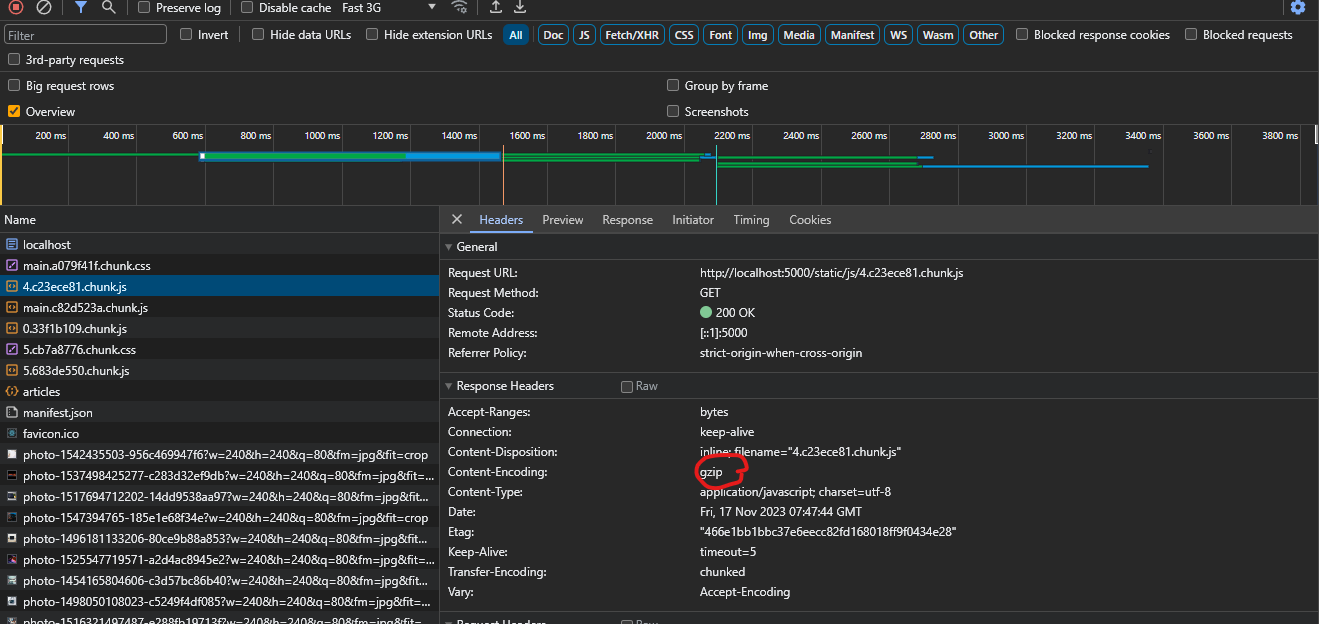 Preserve log Disable cache Fast 3G
Filter Invert Hide data URLs Hide extension URLs All Doc JS Fetch/XHR CSS Font Img Media Manifest WS Wasm Other Blocked response cookies Blocked requests
3rd-party requests
Big request rows Group by frame
Overview Screenshots
200 ms 400 ms 600 ms 800 ms 1000 ms 1200 ms 1400 ms 1600 ms 1800 ms 2000 ms 2200 ms 2400 ms 2600 ms 2800 ms 3000 ms 3200 ms 3400 ms 3600 ms 3800 ms
Name
localhost
main.a079f41f.chunk.css
4.c23ece81.chunk.js
main.c82d523a.chunk.js
0.33f1b109.chunk.js
5.cb7a8776.chunk.css
5.683de550.chunk.js
articles
manifest.json
favicon.ico
photo-1542435503-956c469947f6?w=240&h=240&q=80&fm=jpg&fit=crop
photo-1537498425277-c283d32ef9db?w=240&h=240&q=80&fm=jpg&fit=...
photo-1517694712202-14dd9538aa97?w=240&h=240&q=80&fm=jpg&fit...
photo-1547394765-185e1e68f34e?w=240&h=240&q=80&fm=jpg&fit=crop
photo-1496181133206-80ce9b88a853?w=240&h=240&q=80&fm=jpg&fit...
photo-1525547719571-a2d4ac8945e2?w=240&h=240&q=80&fm=jpg&fit=...
photo-1454165804606-c3d57bc86b40?w=240&h=240&q=80&fm=jpg&fit...
photo-1498050108023-c5249f4df085?w=240&h=240&q=80&fm=jpg&fit=...
photo-1516321497487-e288fb19713f?w=240&h=240&q=80&fm=jpg&fit...
Headers Preview Response Initiator Timing Cookies
General
Request URL: http://localhost:5000/static/js/4.c23ece81.chunk.js
Request Method: GET
Status Code: 200 OK
Remote Address: [::1]:5000
Referrer Policy: strict-origin-when-cross-origin
Response Headers Raw
Accept-Ranges: bytes
Connection: keep-alive
Content-Disposition: inline; filename="4.c23ece81.chunk.js"
Content-Encoding: gzip
Content-Type: application/javascript; charset=utf-8
Date: Fri, 17 Nov 2023 07:47:44 GMT
Etag: "466e1bb1bbc37e6eecc82fd168018ff9f0434e28"
Keep-Alive: timeout=5
Transfer-Encoding: chunked
Vary: Accept-Encoding
Request Headers Raw